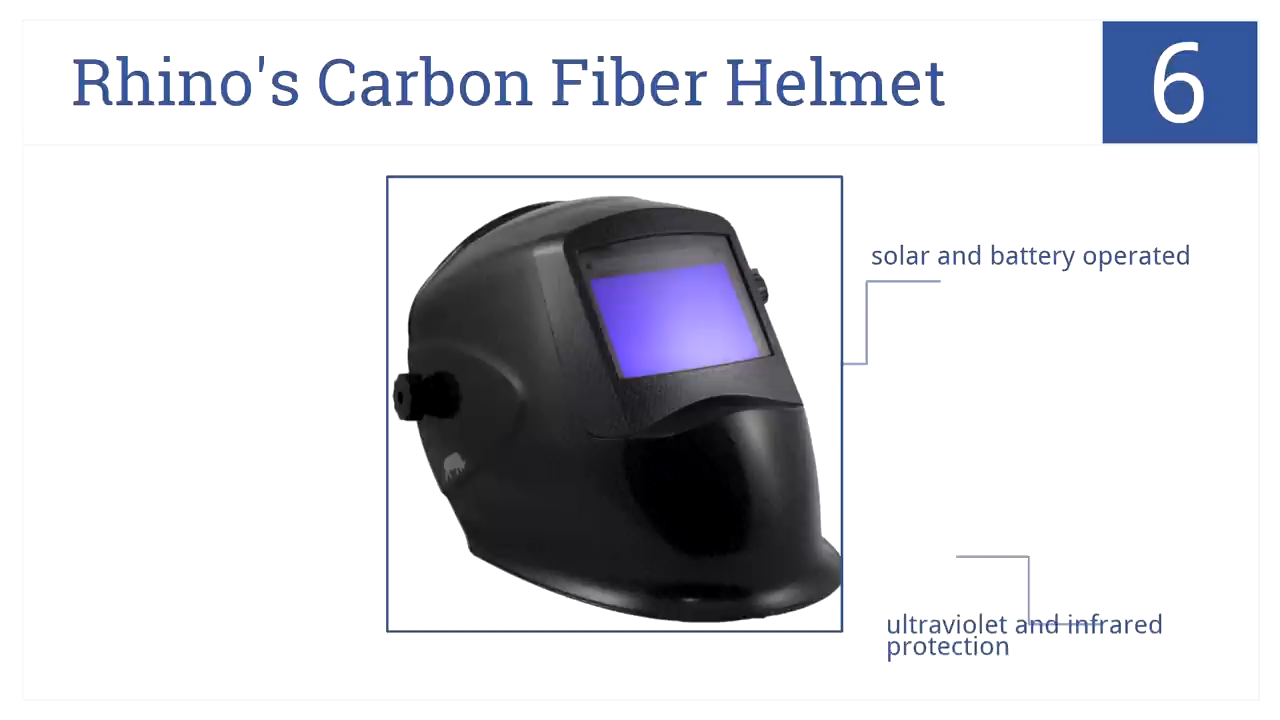 Rhino's Carbon Fiber Helmet
6
solar and battery operated
ultraviolet and infrared
protection